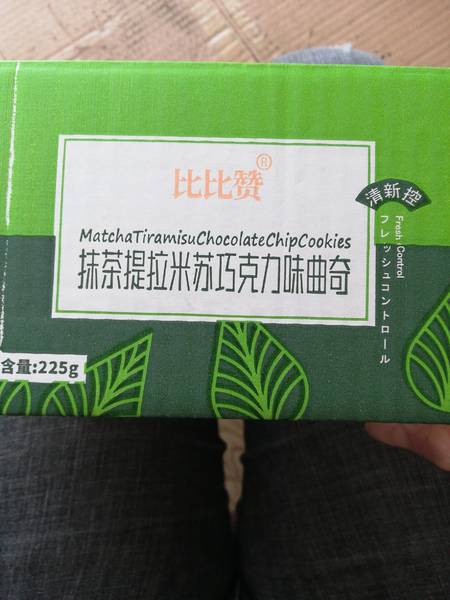 比比赞®
MatchaTiramisuChocolateChipCookies
抹茶提拉米苏巧克力味曲奇
清新控
Fresh Control
フレッシュコントロール
含量:225g